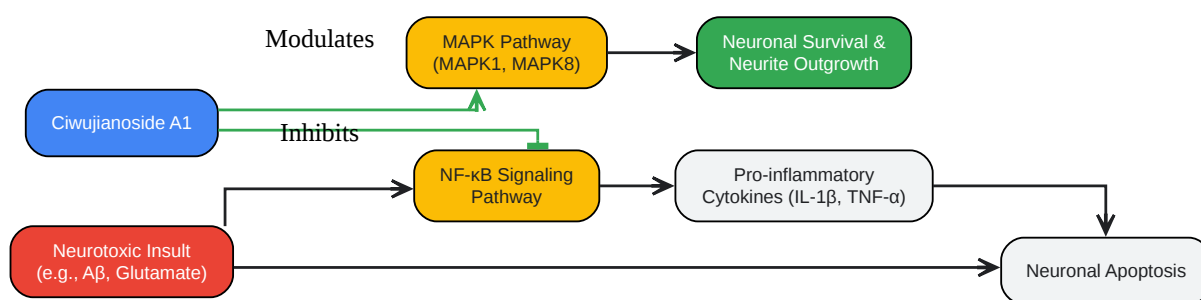 Modulates
MAPK Pathway
(MAPK1, MAPK8)
Neuronal Survival &
Neurite Outgrowth
Ciwujianoside A1
Inhibits
NF-κB Signaling
Pathway
Pro-inflammatory
Cytokines (IL-1β, TNF-α)
Neurotoxic Insult
(e.g., Aβ, Glutamate)
Neuronal Apoptosis